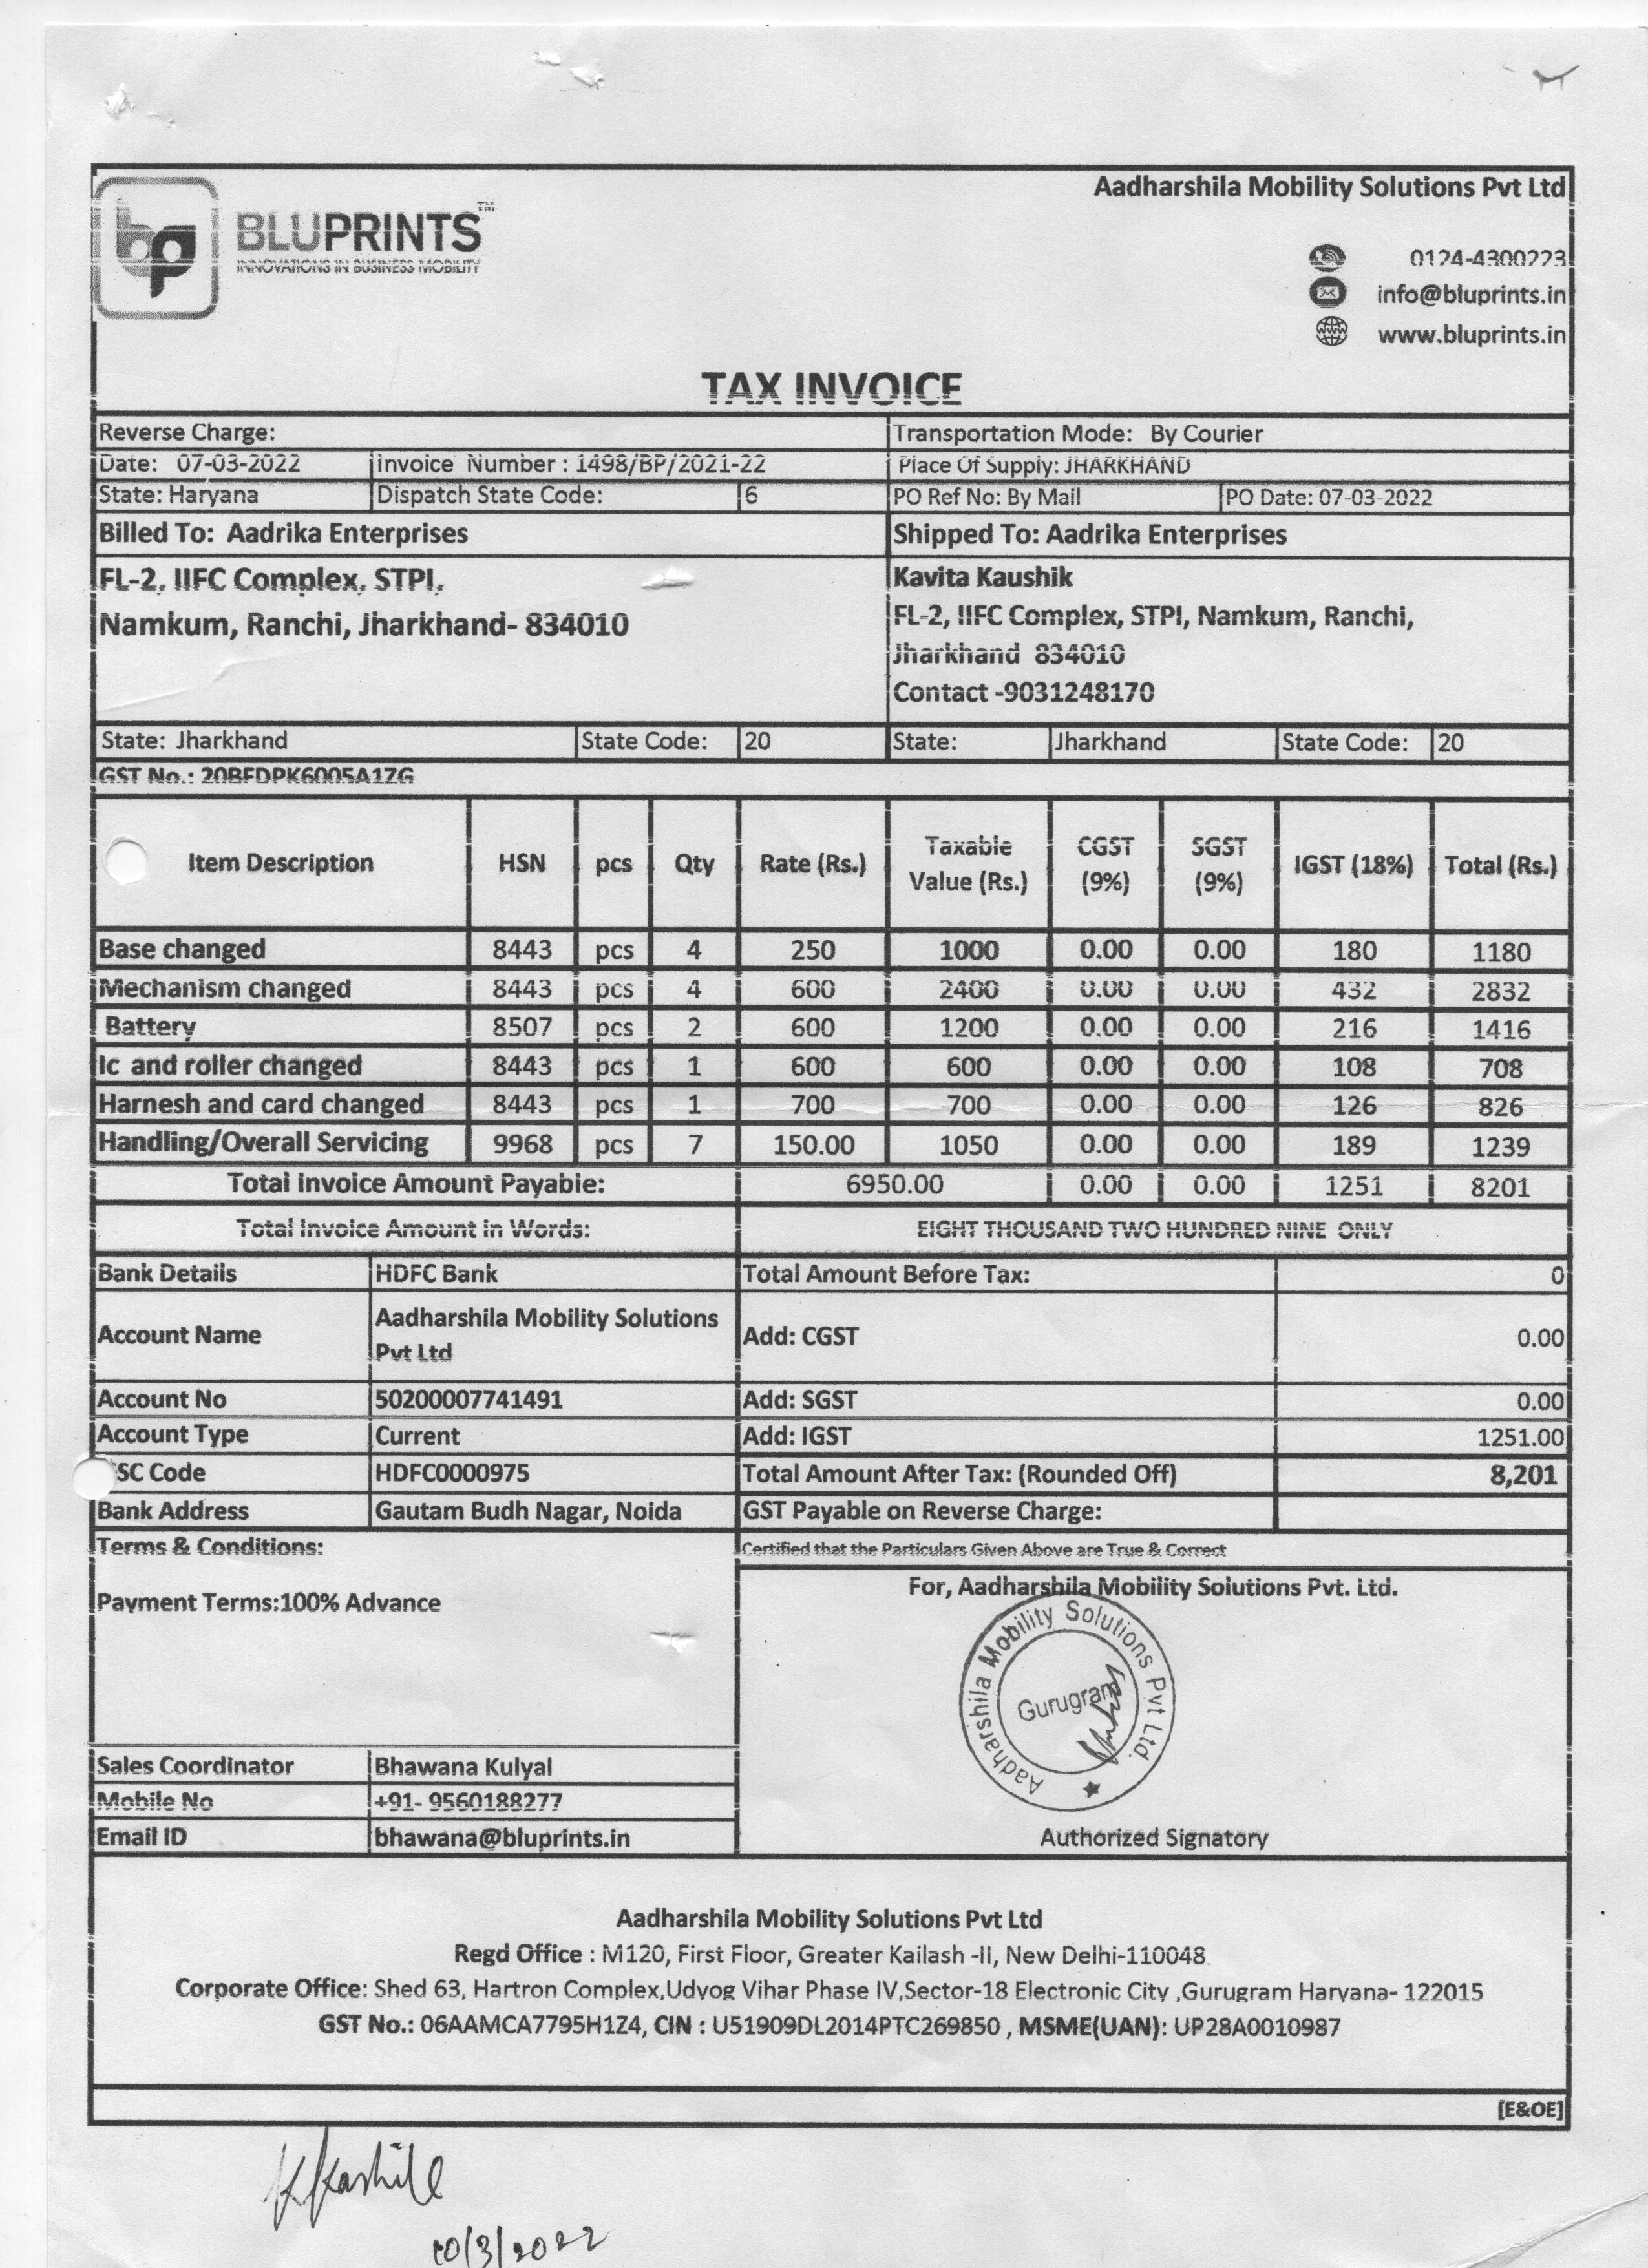 Aadharshila Mobility Solutions Pvt Ltd
bp
BLUPRINTS™
INNOVATIONS IN BUSINESS MOBILITY
0124-4300223
info@bluprints.in
www.bluprints.in
TAX INVOICE
Reverse Charge: Transportation Mode: By Courier
Date: 07-03-2022 Invoice Number : 1498/BP/2021-22 Place Of Supply: JHARKHAND
State: Haryana Dispatch State Code: 6 PO Ref No: By Mail PO Date: 07-03-2022
Billed To: Aadrika Enterprises Shipped To: Aadrika Enterprises
FL-2, IIFC Complex, STPI, Kavita Kaushik
Namkum, Ranchi, Jharkhand- 834010 FL-2, IIFC Complex, STPI, Namkum, Ranchi,
Jharkhand 834010
Contact -9031248170
State: Jharkhand State Code: 20 State: Jharkhand State Code: 20
GST No.: 20BFDPK6005A1ZG
Item Description HSN pcs Qty Rate (Rs.) Taxable Value (Rs.) CGST (9%) SGST (9%) IGST (18%) Total (Rs.)
Base changed 8443 pcs 4 250 1000 0.00 0.00 180 1180
Mechanism changed 8443 pcs 4 600 2400 0.00 0.00 432 2832
Battery 8507 pcs 2 600 1200 0.00 0.00 216 1416
Ic and roller changed 8443 pcs 1 600 600 0.00 0.00 108 708
Harnesh and card changed 8443 pcs 1 700 700 0.00 0.00 126 826
Handling/Overall Servicing 9968 pcs 7 150.00 1050 0.00 0.00 189 1239
Total Invoice Amount Payable: 6950.00 0.00 0.00 1251 8201
Total Invoice Amount in Words: EIGHT THOUSAND TWO HUNDRED NINE ONLY
Bank Details HDFC Bank Total Amount Before Tax: 0
Account Name Aadharshila Mobility Solutions Pvt Ltd Add: CGST 0.00
Account No 50200007741491 Add: SGST 0.00
Account Type Current Add: IGST 1251.00
SC Code HDFC0000975 Total Amount After Tax: (Rounded Off) 8,201
Bank Address Gautam Budh Nagar, Noida GST Payable on Reverse Charge:
Terms & Conditions: Certified that the Particulars Given Above are True & Correct
Payment Terms:100% Advance For, Aadharshila Mobility Solutions Pvt. Ltd.
Aadharshila Mobility Solutions Pvt Ltd.
Gurugram
Sales Coordinator Bhawana Kulyal
Mobile No +91- 9560188277
Email ID bhawana@bluprints.in Authorized Signatory
Aadharshila Mobility Solutions Pvt Ltd
Regd Office : M120, First Floor, Greater Kailash -II, New Delhi-110048.
Corporate Office: Shed 63, Hartron Complex,Udyog Vihar Phase IV,Sector-18 Electronic City ,Gurugram Haryana- 122015
GST No.: 06AAMCA7795H1Z4, CIN : U51909DL2014PTC269850 , MSME(UAN): UP28A0010987
[E&OE]
10/3/2022